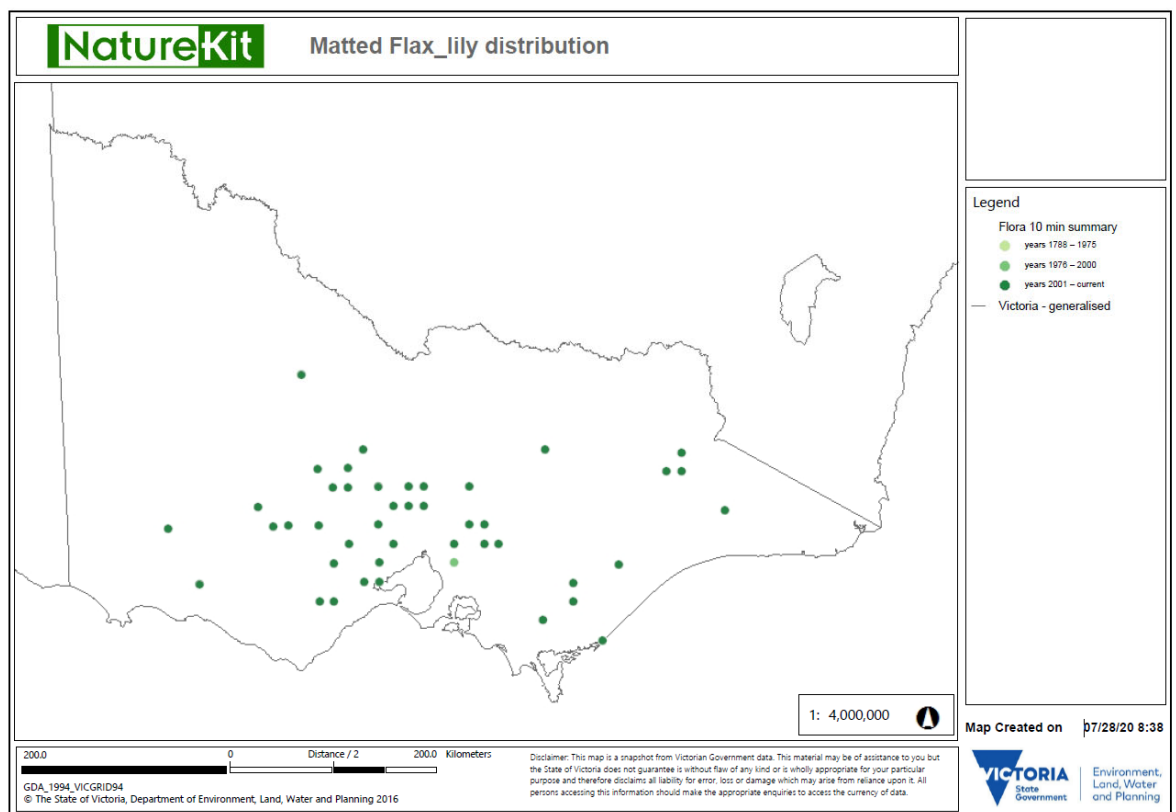 NatureKit
Matted Flax_lily distribution
Legend
Flora 10 min summary
years 1788 – 1975
years 1976 – 2000
years 2001 – current
Victoria - generalised
1: 4,000,000
Map Created on 07/28/20 8:38
200.0 0 Distance / 2 200.0 Kilometers
GDA_1994_VICGRID94
© The State of Victoria, Department of Environment, Land, Water and Planning 2016
Disclaimer: This map is a snapshot from Victorian Government data. This material may be of assistance to you but
the State of Victoria does not guarantee is without flaw of any kind or is wholly appropriate for your particular
purpose and therefore disclaims all liability for error, loss or damage which may arise from reliance upon it. All
persons accessing this information should make the appropriate enquiries to access the currency of data.
VICTORIA
State
Government
Environment,
Land, Water
and Planning